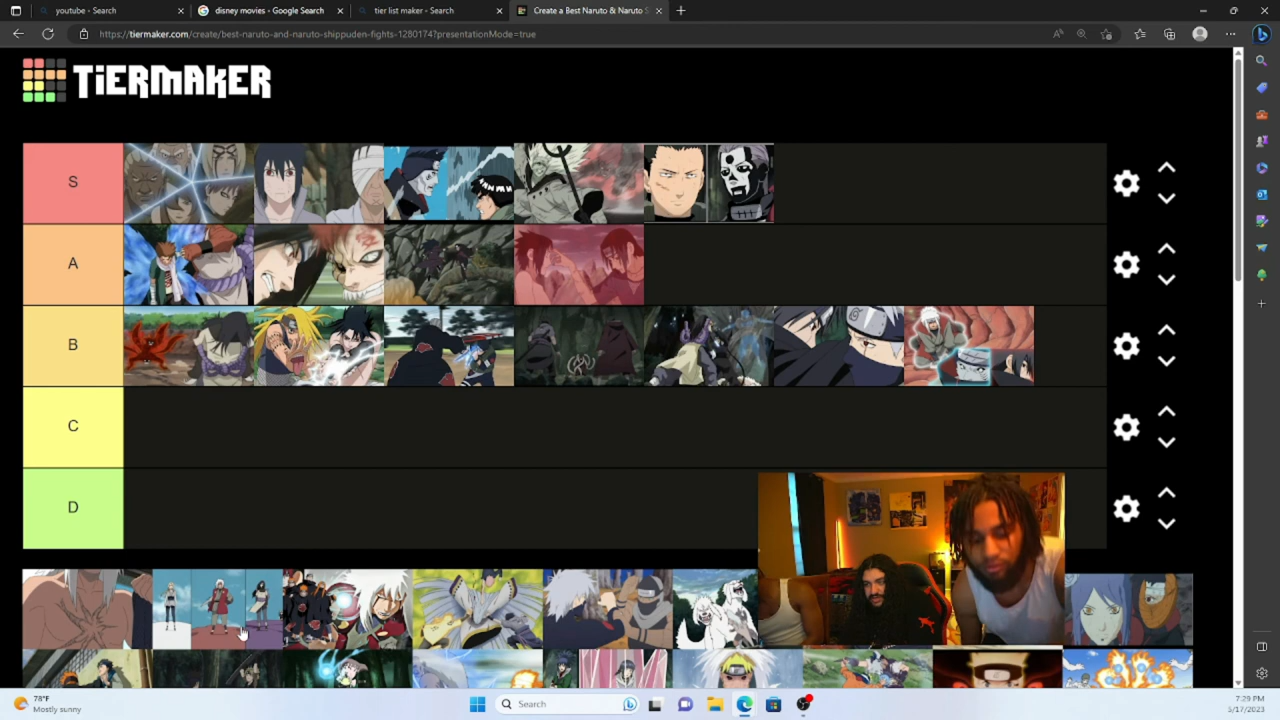 youtube - Search
disney movies - Google Search
tier list maker - Search
Create a Best Naruto & Naruto S
https://tiermaker.com/create/best-naruto-and-naruto-shippuden-fights-1280174?presentationMode=true
TiERMAKER
S
A
B
C
D
78°F
Mostly sunny
Search
7:29 PM
5/17/2023